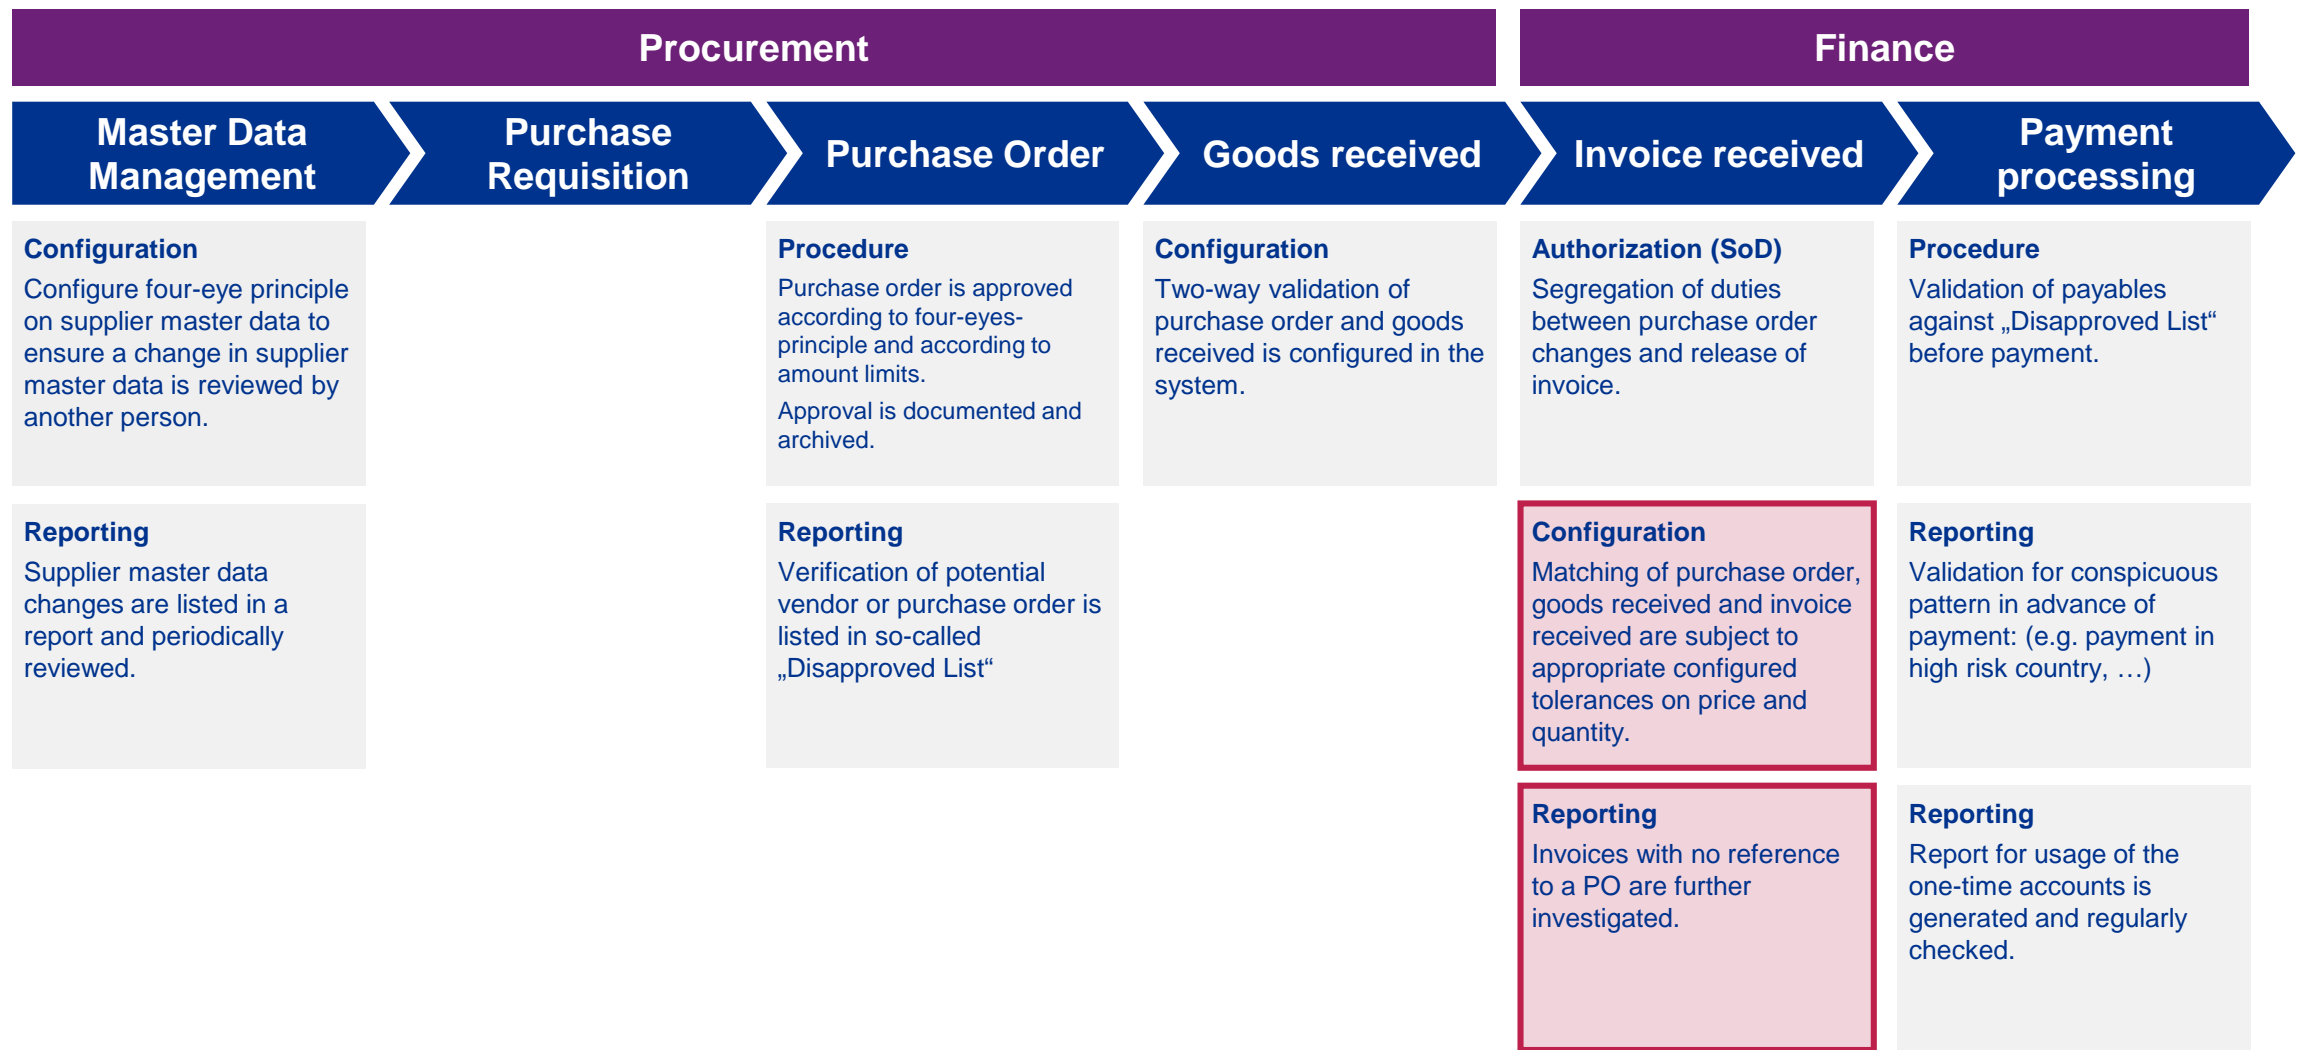 Procurement
Finance
Master Data
Management
Purchase
Requisition
Purchase Order
Goods received
Invoice received
Payment
processing
Configuration
Configure four-eye principle
on supplier master data to
ensure a change in supplier
master data is reviewed by
another person.
Procedure
Purchase order is approved
according to four-eyes-
principle and according to
amount limits.
Approval is documented and
archived.
Configuration
Two-way validation of
purchase order and goods
received is configured in the
system.
Authorization (SoD)
Segregation of duties
between purchase order
changes and release of
invoice.
Procedure
Validation of payables
against „Disapproved List“
before payment.
Reporting
Supplier master data
changes are listed in a
report and periodically
reviewed.
Reporting
Verification of potential
vendor or purchase order is
listed in so-called
„Disapproved List“
Configuration
Matching of purchase order,
goods received and invoice
received are subject to
appropriate configured
tolerances on price and
quantity.
Reporting
Validation for conspicuous
pattern in advance of
payment: (e.g. payment in
high risk country, …)
Reporting
Invoices with no reference
to a PO are further
investigated.
Reporting
Report for usage of the
one-time accounts is
generated and regularly
checked.